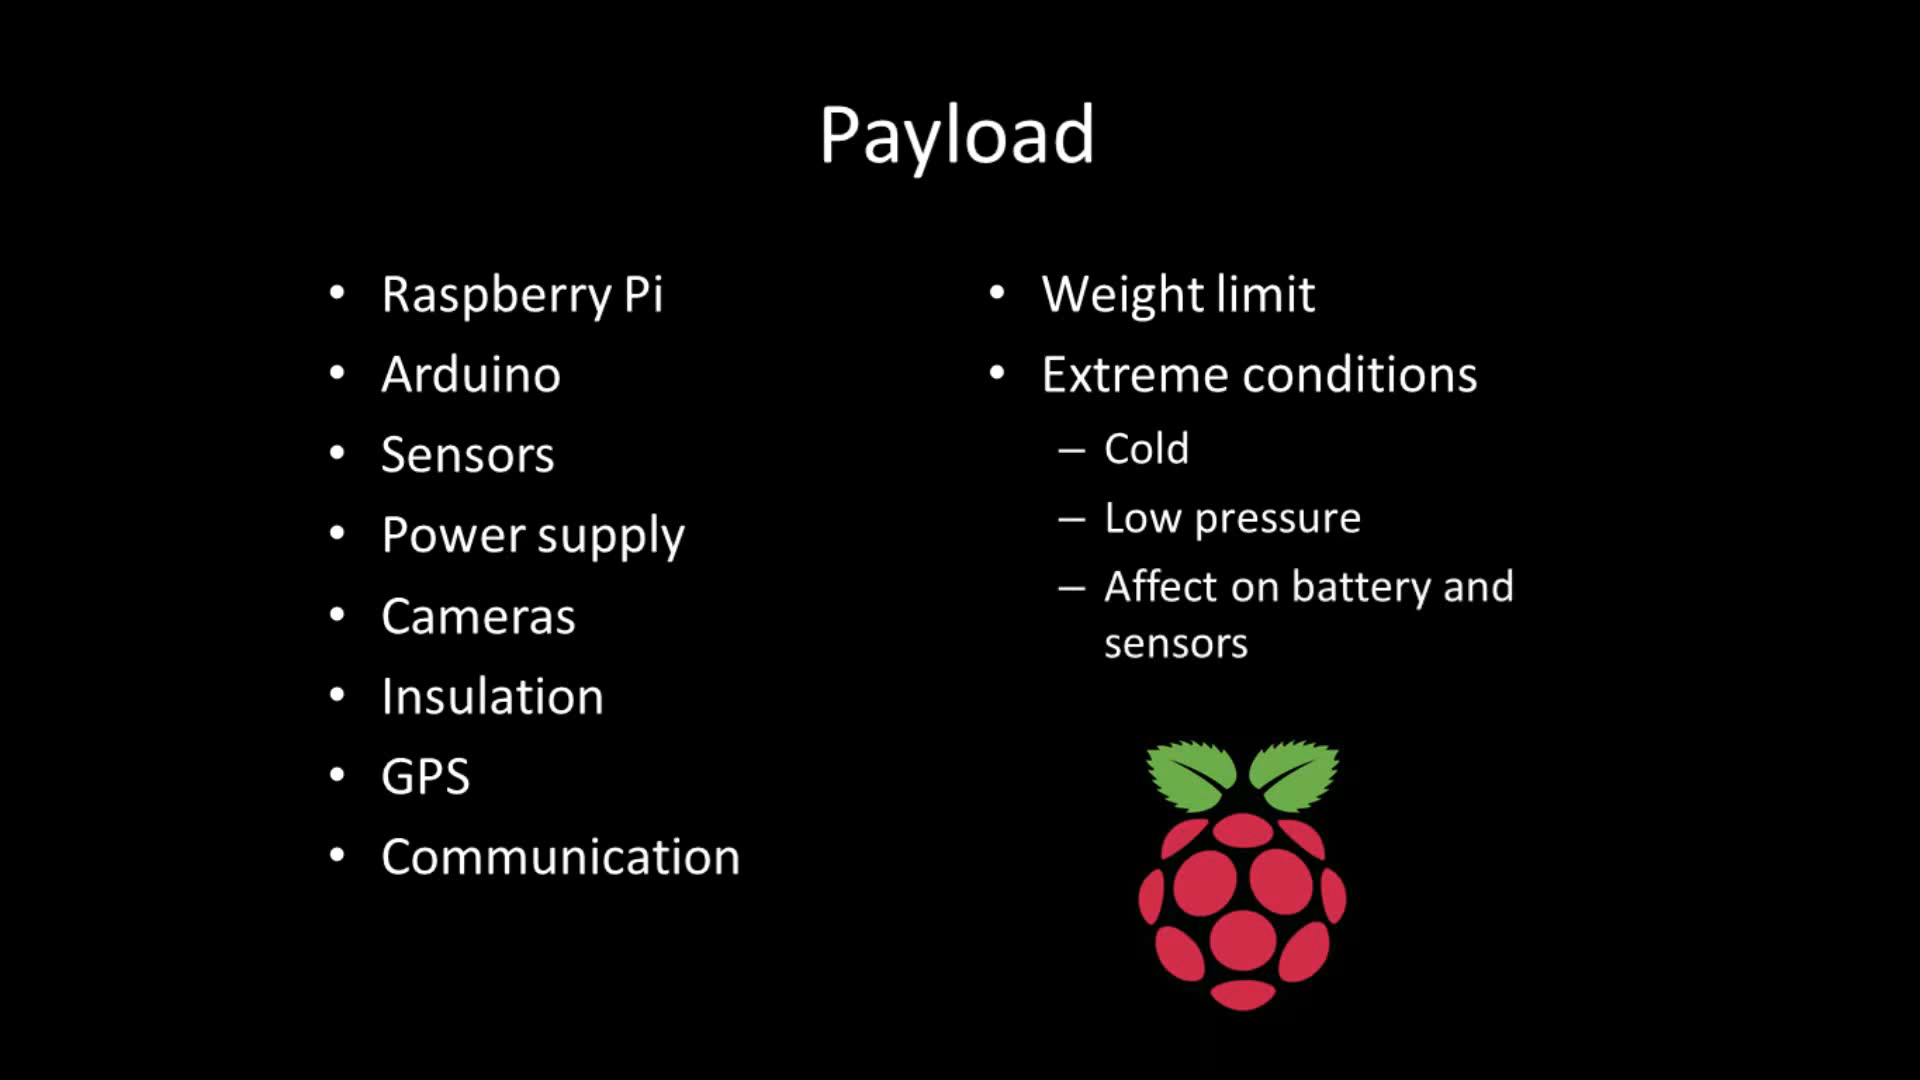 Payload
• Raspberry Pi
• Arduino
• Sensors
• Power supply
• Cameras
• Insulation
• GPS
• Communication
• Weight limit
• Extreme conditions
– Cold
– Low pressure
– Affect on battery and
sensors